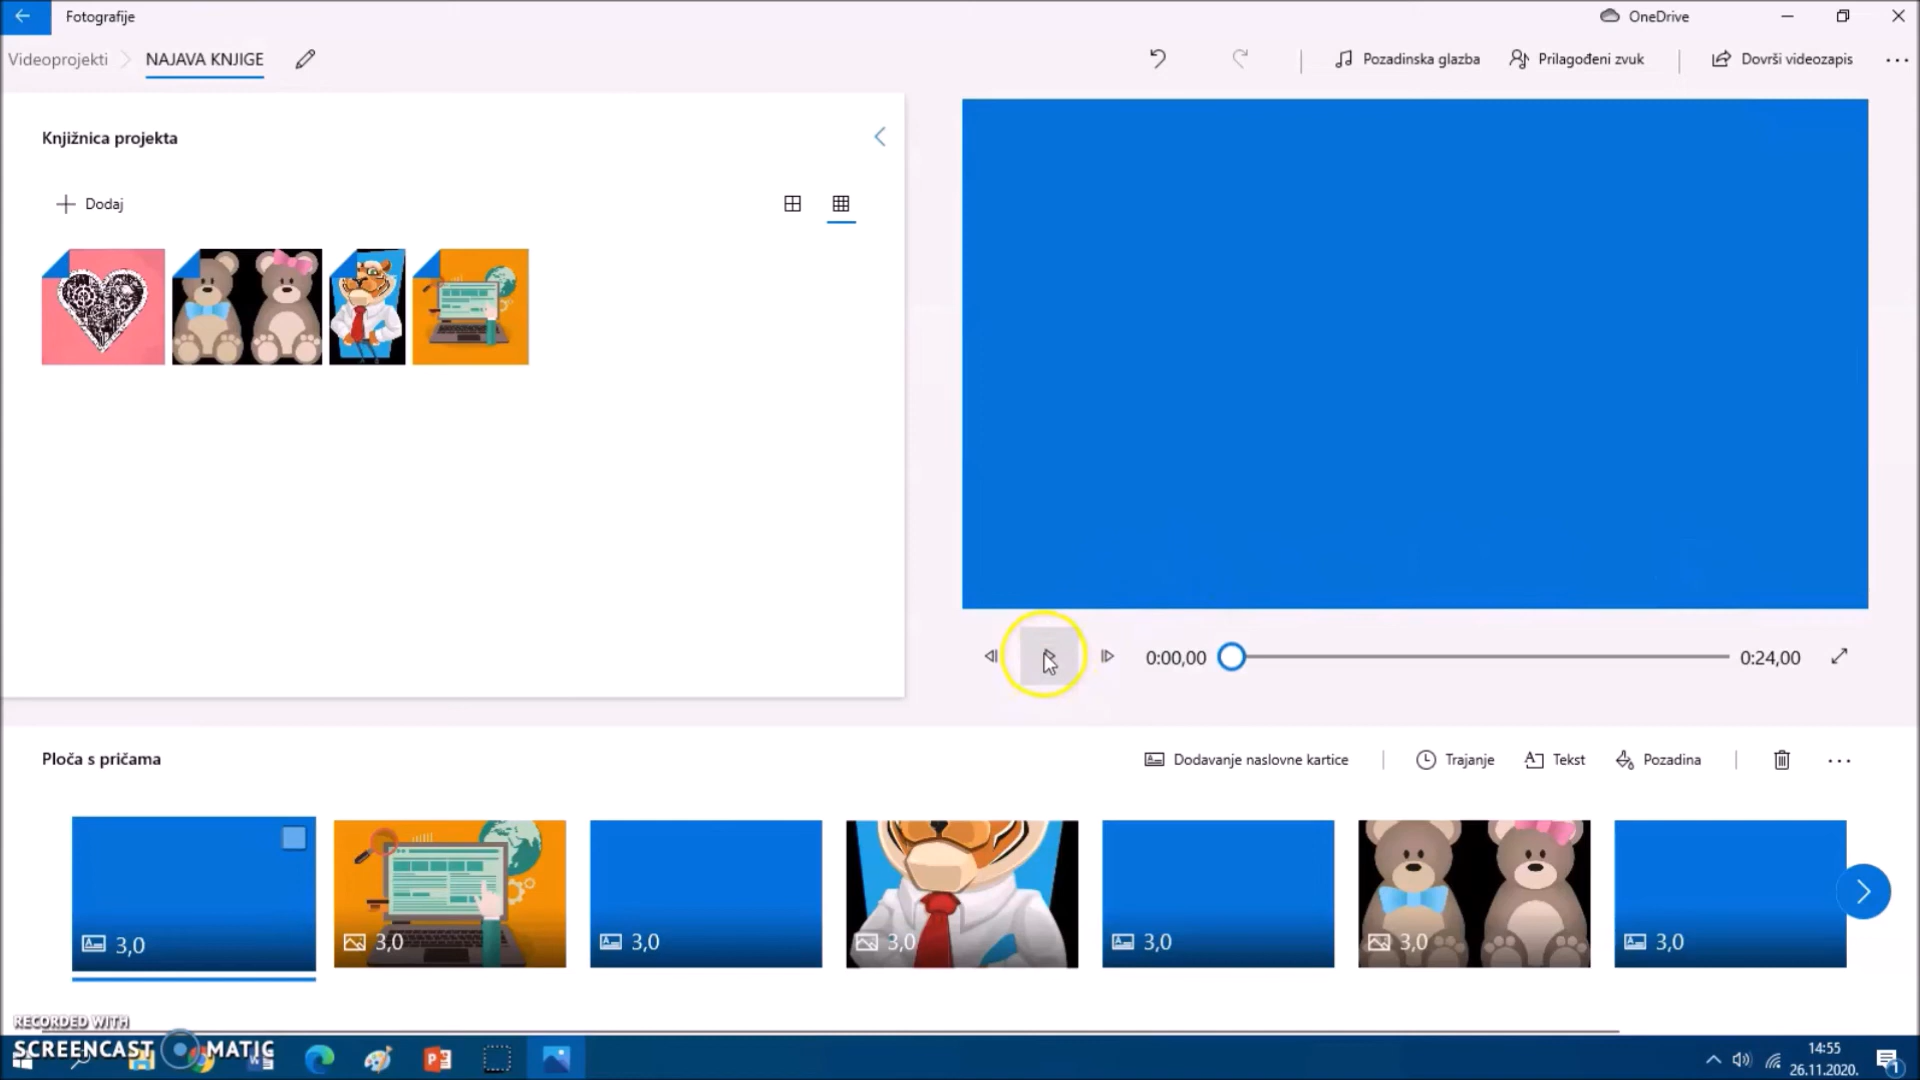 Fotografije
OneDrive
Videoprojekti
NAJAVA KNJIGE
Pozadinska glazba
Prilagođeni zvuk
Dovrši videozapis
Knjižnica projekta
Dodaj
0:00,00
0:24,00
Ploča s pričama
Dodavanje naslovne kartice
Trajanje
Tekst
Pozadina
3,0
3,0
3,0
3,0
3,0
3,0
3,0
RECORDED WITH
SCREENCAST MATIC
14:55
26.11.2020.
1